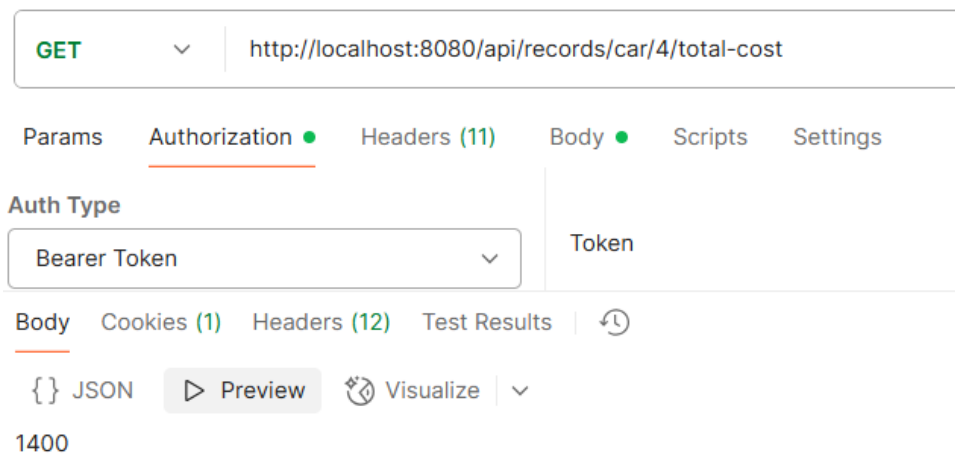 GET http://localhost:8080/api/records/car/4/total-cost
Params Authorization Headers (11) Body Scripts Settings
Auth Type
Bearer Token
Token
Body Cookies (1) Headers (12) Test Results
{} JSON Preview Visualize
1400